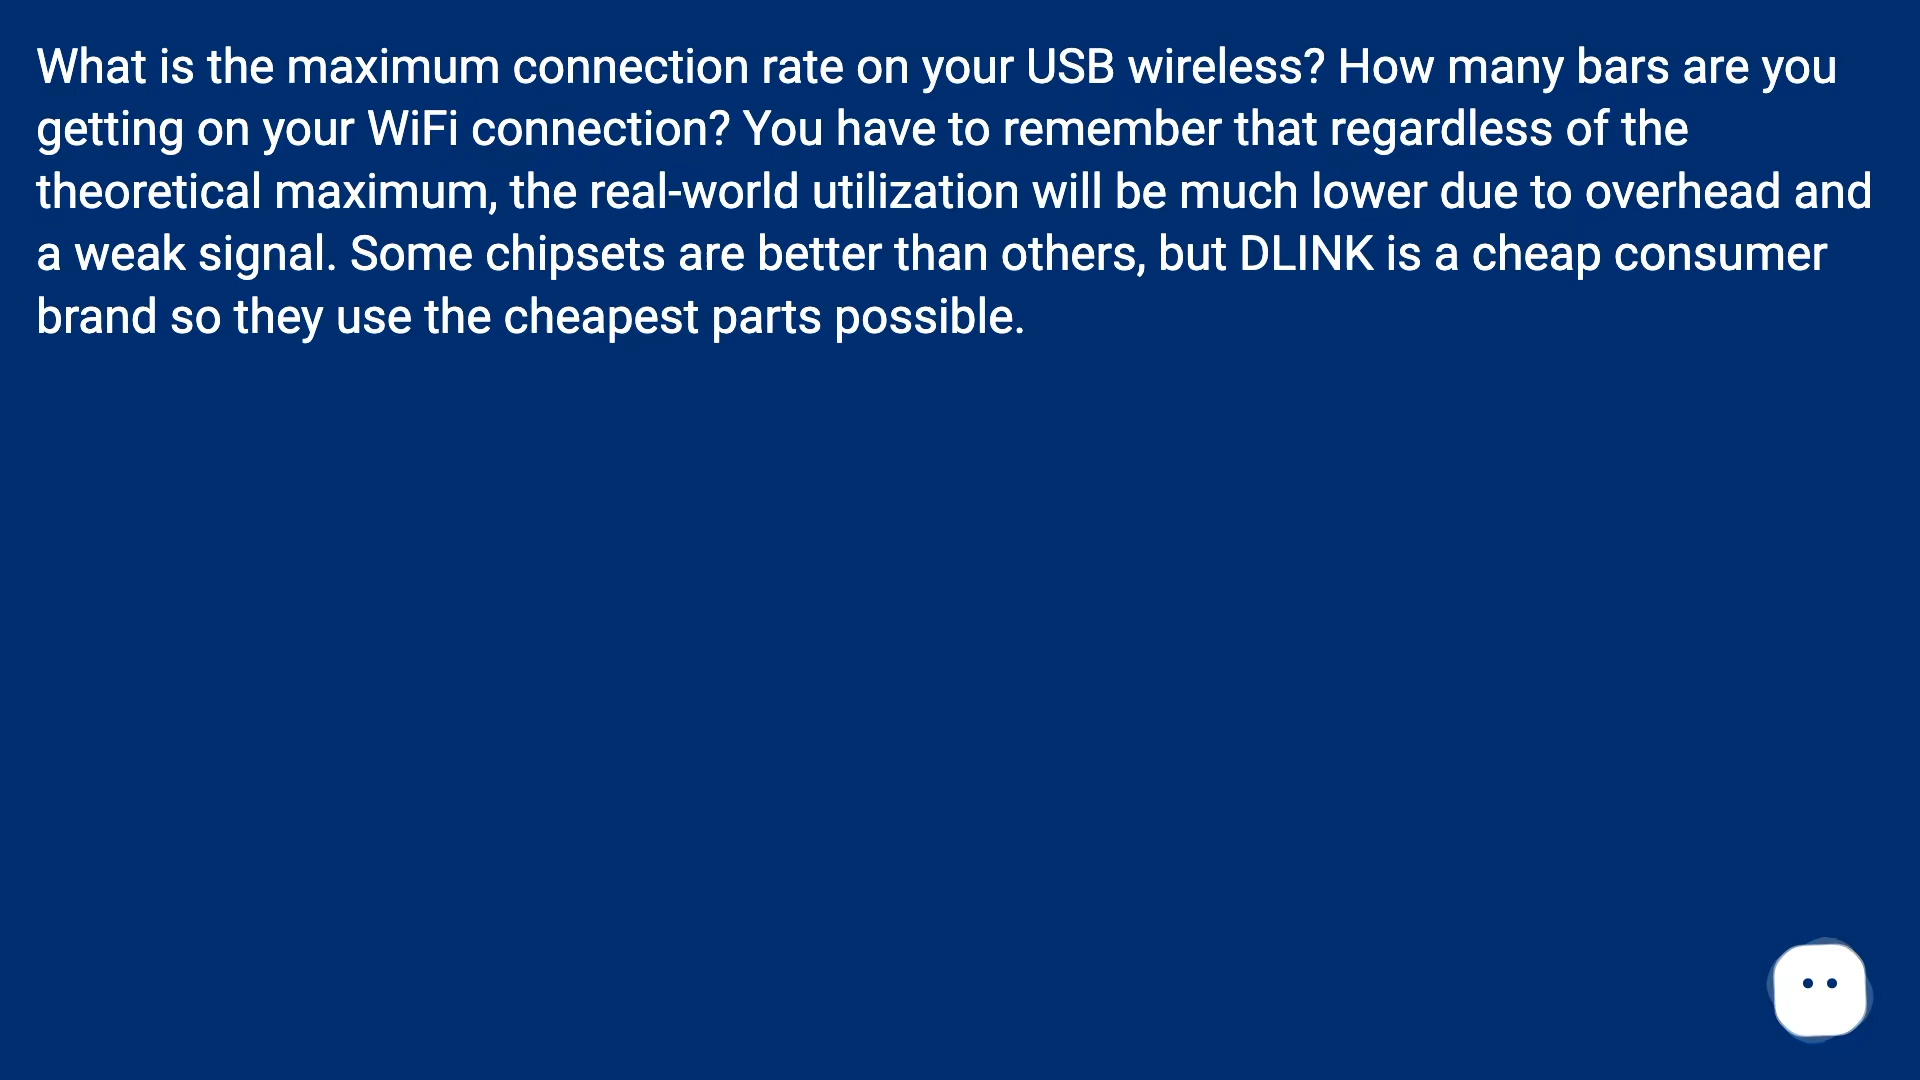 What is the maximum connection rate on your USB wireless? How many bars are you
getting on your WiFi connection? You have to remember that regardless of the
theoretical maximum, the real-world utilization will be much lower due to overhead and
a weak signal. Some chipsets are better than others, but DLINK is a cheap consumer
brand so they use the cheapest parts possible.